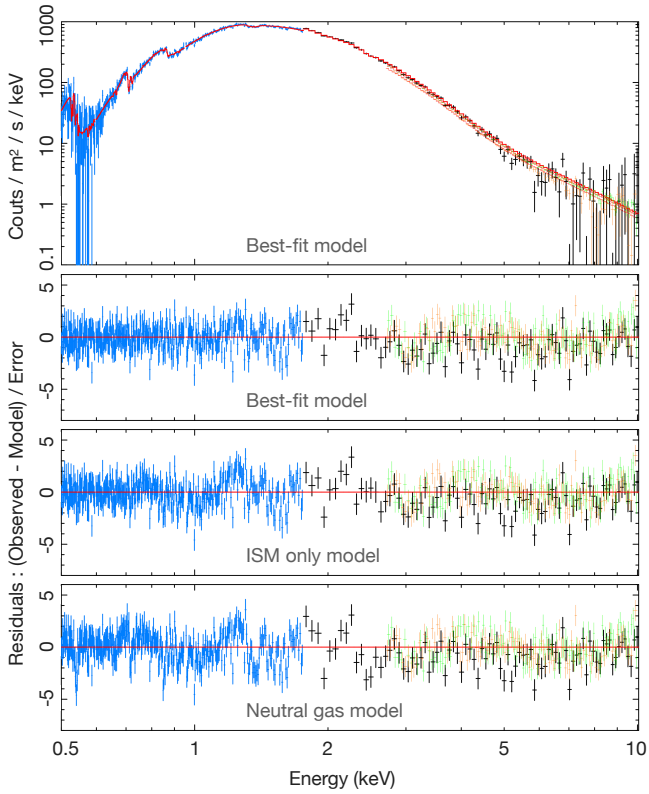 Couts / m² / s / keV
1000
100
10
1
0.1
Best-fit model
Residuals : (Observed - Model) / Error
5
0
-5
Best-fit model
5
0
-5
ISM only model
5
0
-5
Neutral gas model
0.5
1
2
5
10
Energy (keV)